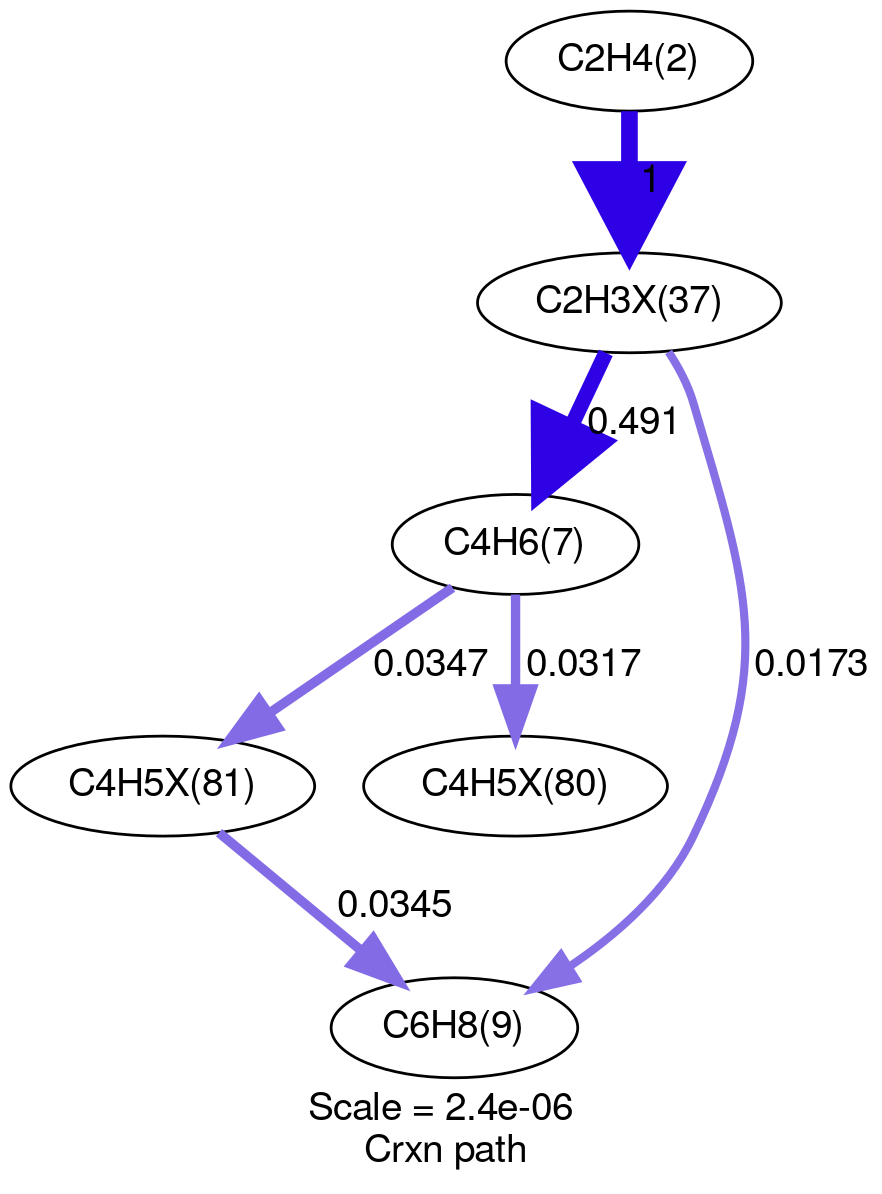 C2H4(2)
1
C2H3X(37)
0.491
C4H6(7)
0.0347
0.0317
0.0173
C4H5X(81)
C4H5X(80)
0.0345
C6H8(9)
Scale = 2.4e-06
Crxn path